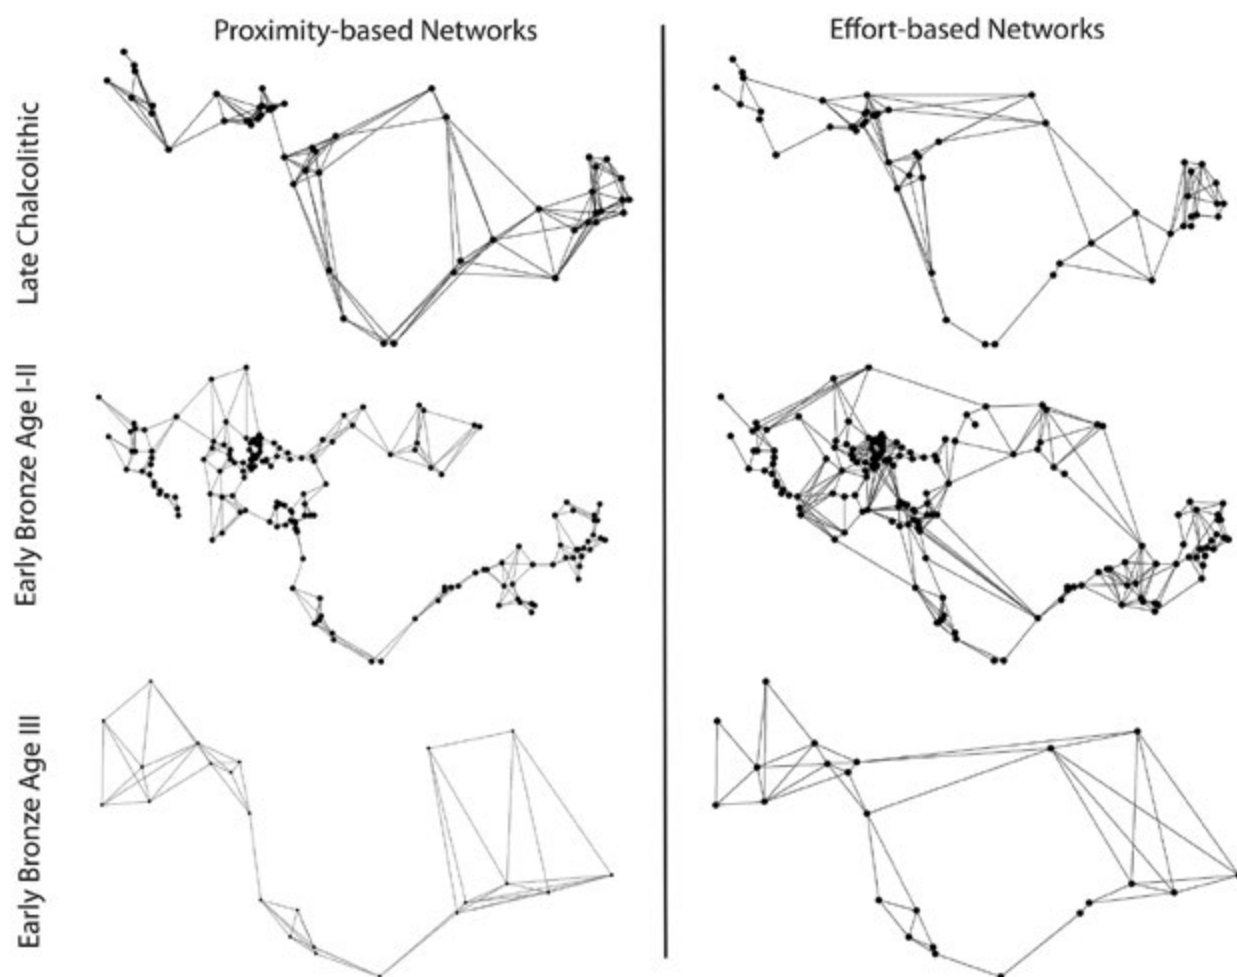 Proximity-based Networks
Effort-based Networks
Late Chalcolithic
Early Bronze Age I-II
Early Bronze Age III